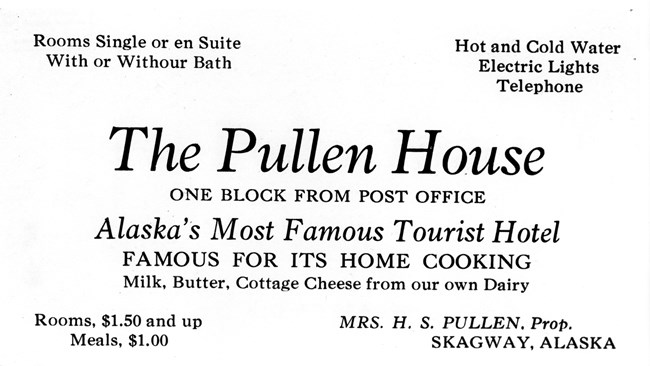 Rooms Single or en Suite
With or Withour Bath
Hot and Cold Water
Electric Lights
Telephone
The Pullen House
ONE BLOCK FROM POST OFFICE
Alaska's Most Famous Tourist Hotel
FAMOUS FOR ITS HOME COOKING
Milk, Butter, Cottage Cheese from our own Dairy
Rooms, $1.50 and up
Meals, $1.00
MRS. H. S. PULLEN, Prop.
SKAGWAY, ALASKA